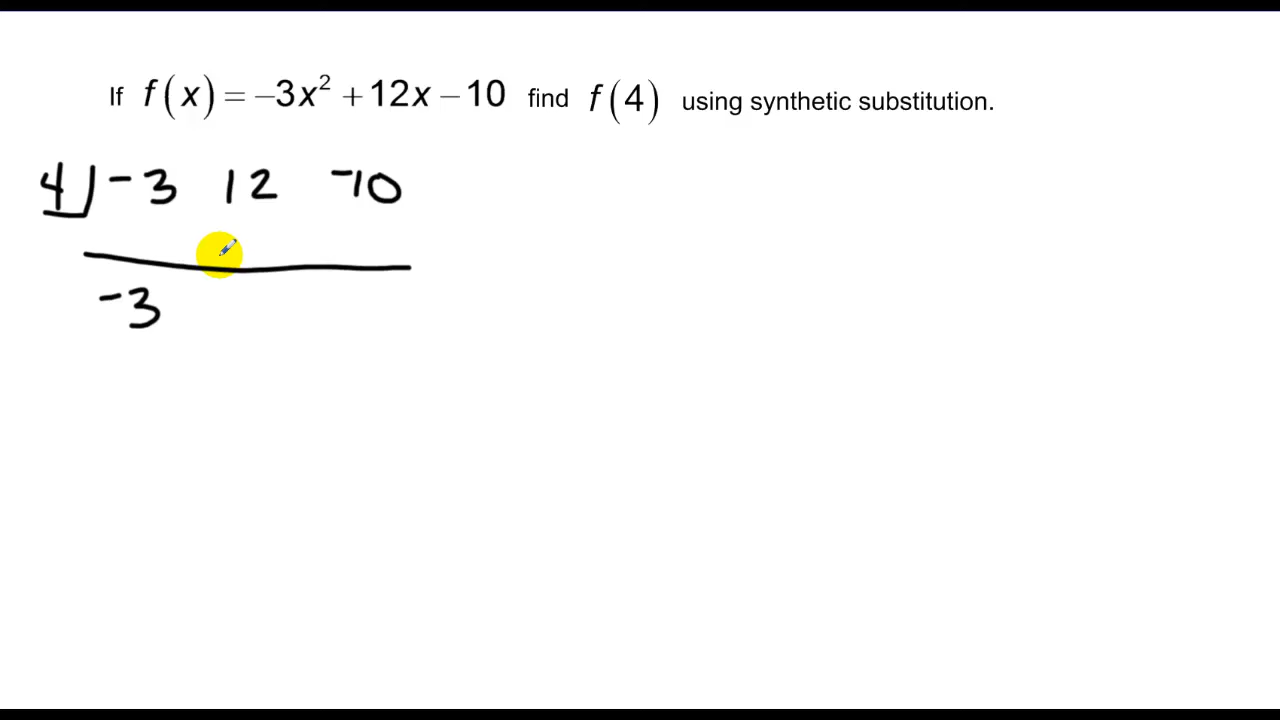 If f(x) = −3x² + 12x − 10 find f(4) using synthetic substitution.
4 -3 12 -10
-3